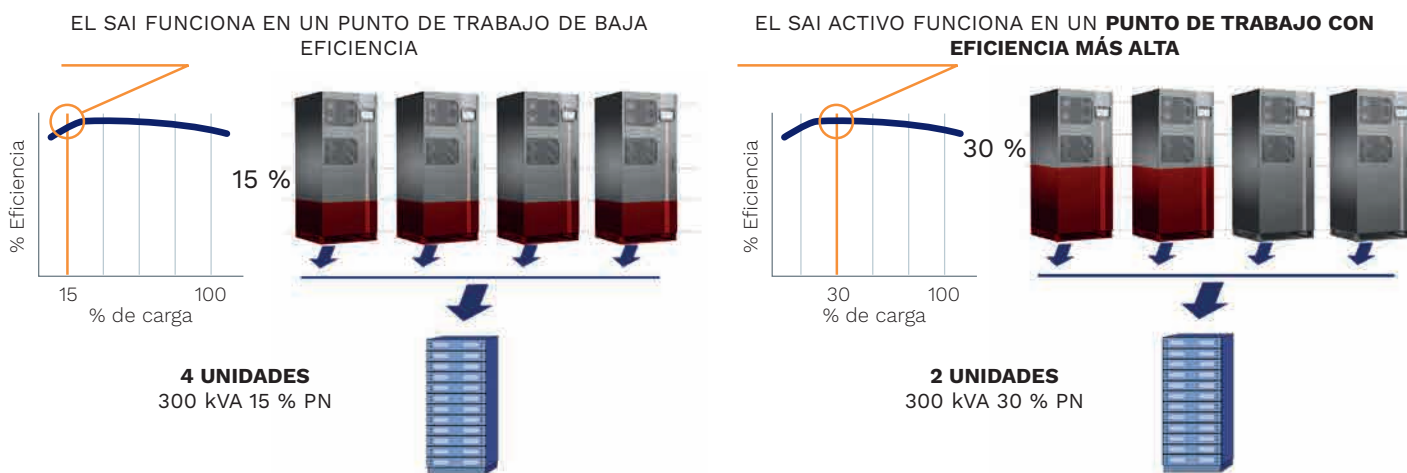 EL SAI FUNCIONA EN UN PUNTO DE TRABAJO DE BAJA
EFICIENCIA
% Eficiencia
15 %
15
100
% de carga
4 UNIDADES
300 kVA 15 % PN
EL SAI ACTIVO FUNCIONA EN UN PUNTO DE TRABAJO CON
EFICIENCIA MÁS ALTA
% Eficiencia
30 %
30
100
% de carga
2 UNIDADES
300 kVA 30 % PN